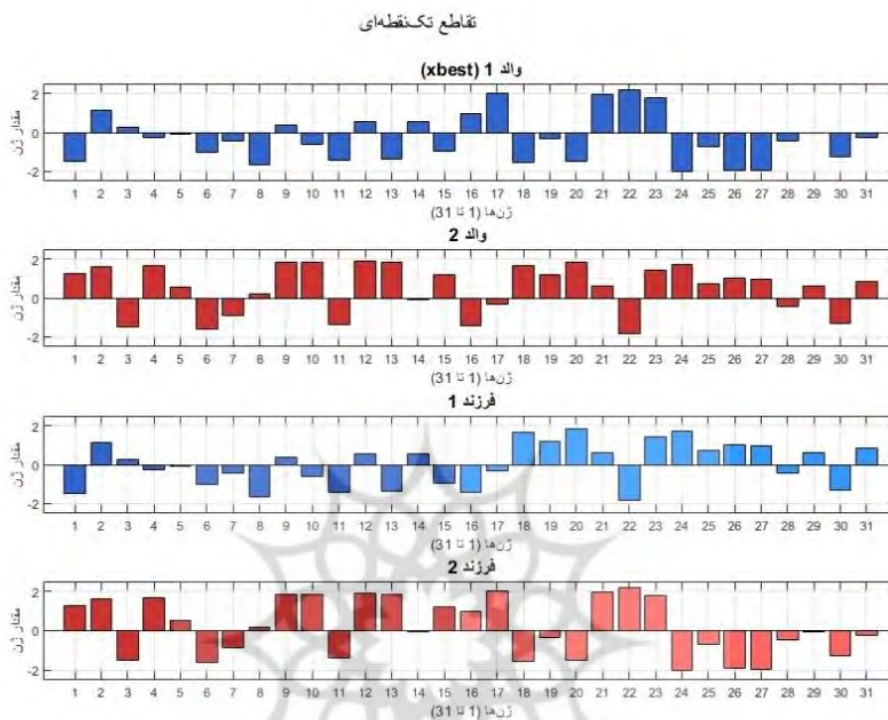 تقاطع تک‌نقطه‌ای
والد 1 (xbest)
مقدار ژن
2
0
-2
1 2 3 4 5 6 7 8 9 10 11 12 13 14 15 16 17 18 19 20 21 22 23 24 25 26 27 28 29 30 31
ژن‌ها (1 تا 31)
والد 2
مقدار ژن
2
0
-2
1 2 3 4 5 6 7 8 9 10 11 12 13 14 15 16 17 18 19 20 21 22 23 24 25 26 27 28 29 30 31
ژن‌ها (1 تا 31)
فرزند 1
مقدار ژن
2
0
-2
1 2 3 4 5 6 7 8 9 10 11 12 13 14 15 16 17 18 19 20 21 22 23 24 25 26 27 28 29 30 31
ژن‌ها (1 تا 31)
فرزند 2
مقدار ژن
2
0
-2
1 2 3 4 5 6 7 8 9 10 11 12 13 14 15 16 17 18 19 20 21 22 23 24 25 26 27 28 29 30 31
ژن‌ها (1 تا 31)